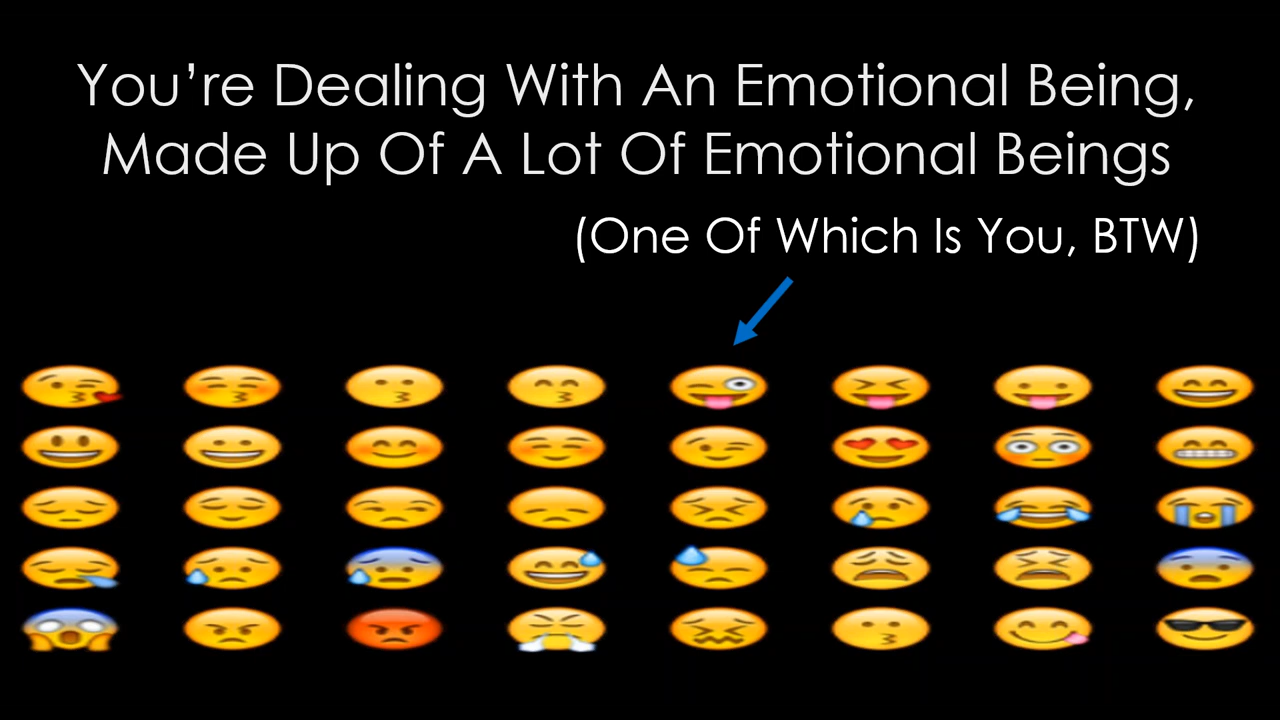 You’re Dealing With An Emotional Being,
Made Up Of A Lot Of Emotional Beings
(One Of Which Is You, BTW)